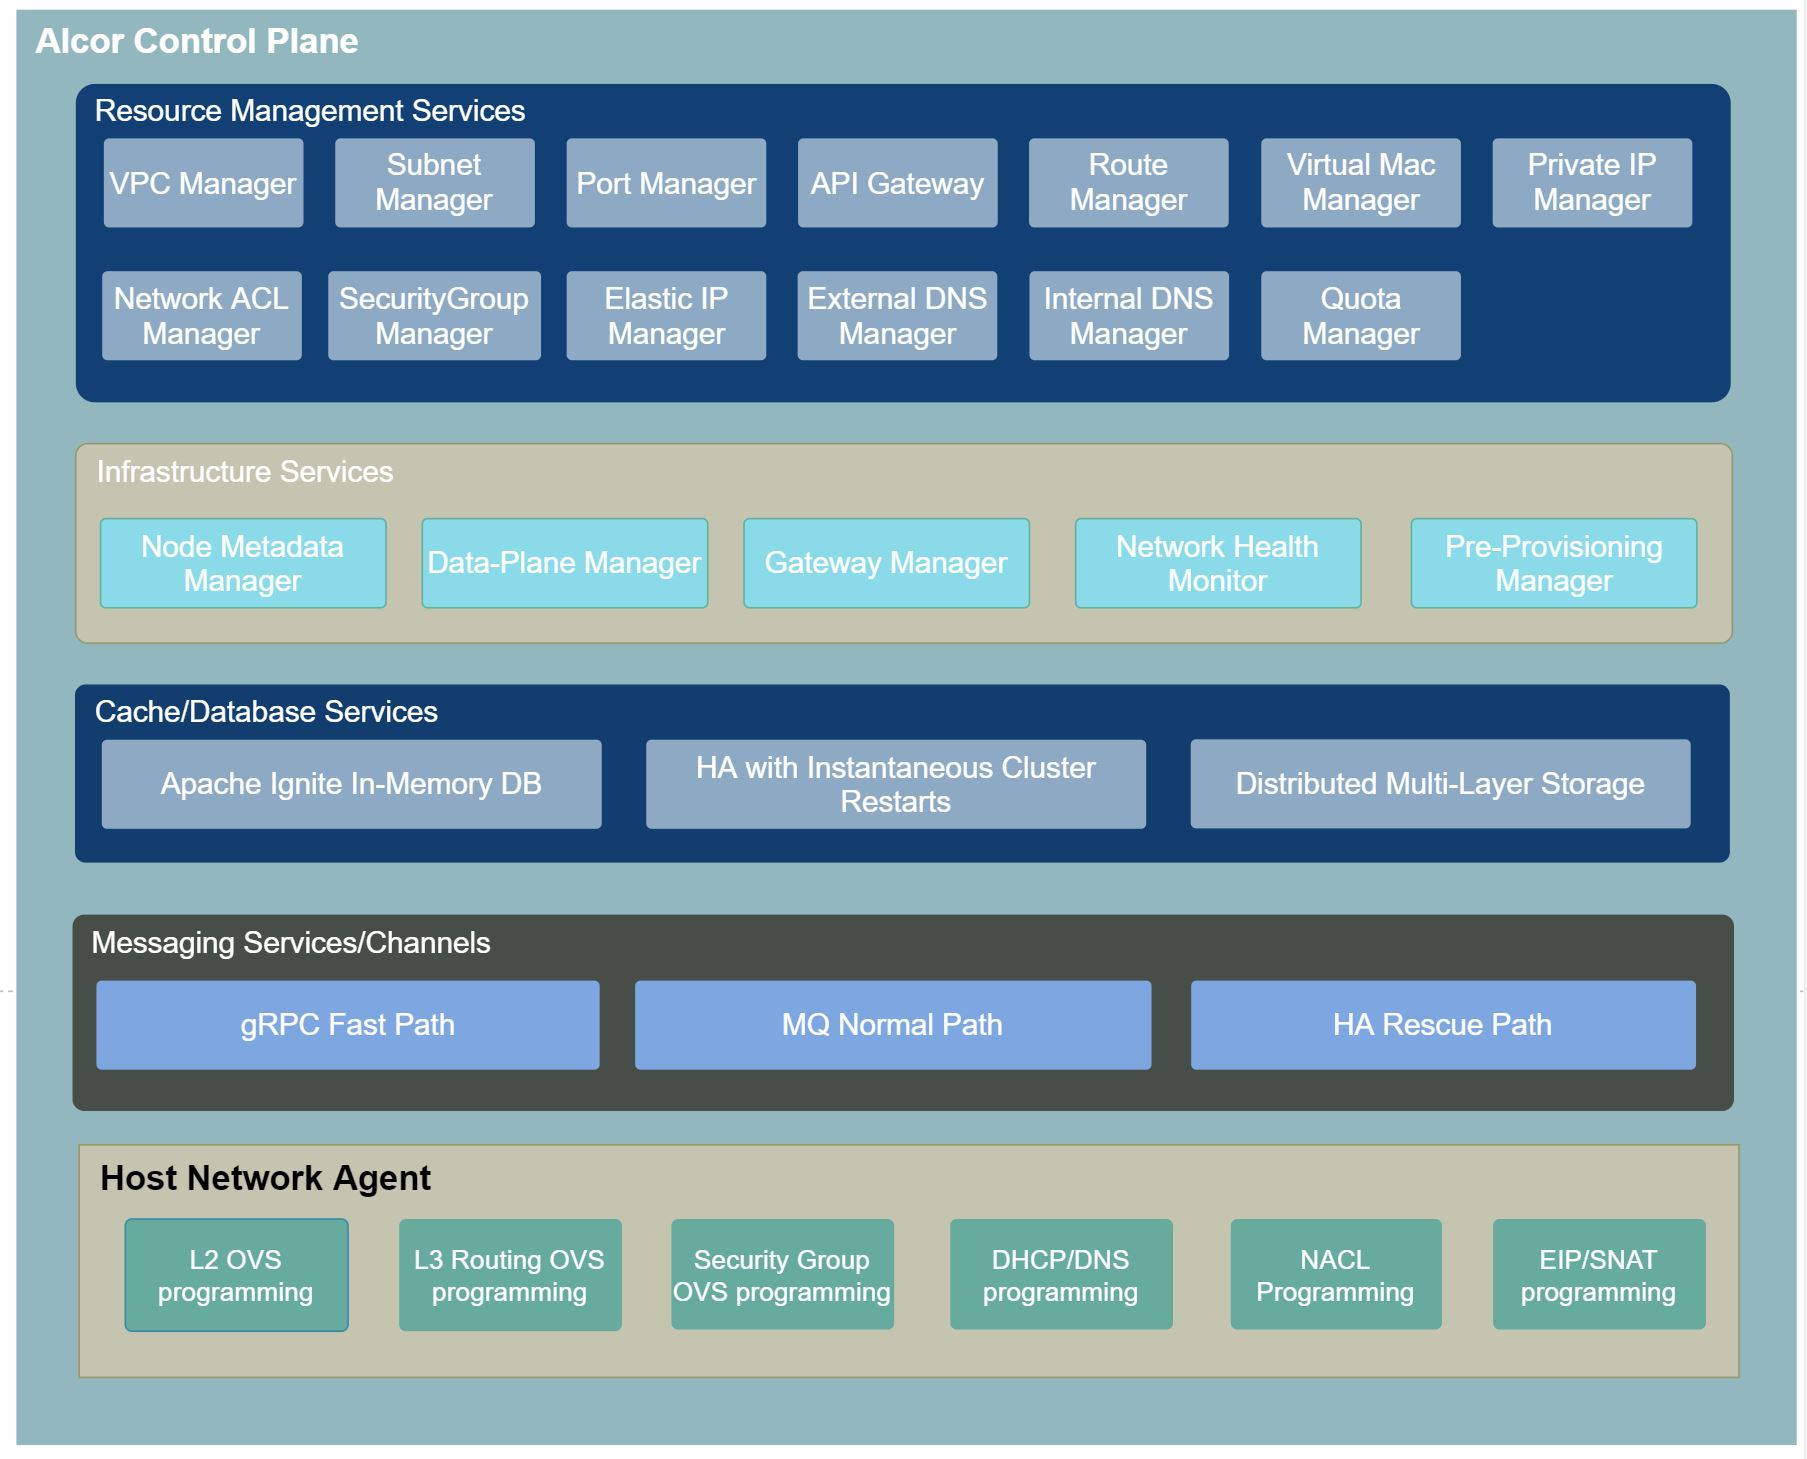 Alcor Control Plane
Resource Management Services
VPC Manager
Subnet
Manager
Port Manager
API Gateway
Route
Manager
Virtual Mac
Manager
Private IP
Manager
Network ACL
Manager
SecurityGroup
Manager
Elastic IP
Manager
External DNS
Manager
Internal DNS
Manager
Quota
Manager
Infrastructure Services
Node Metadata
Manager
Data-Plane Manager
Gateway Manager
Network Health
Monitor
Pre-Provisioning
Manager
Cache/Database Services
Apache Ignite In-Memory DB
HA with Instantaneous Cluster
Restarts
Distributed Multi-Layer Storage
Messaging Services/Channels
gRPC Fast Path
MQ Normal Path
HA Rescue Path
Host Network Agent
L2 OVS
programming
L3 Routing OVS
programming
Security Group
OVS programming
DHCP/DNS
programming
NACL
Programming
EIP/SNAT
programming